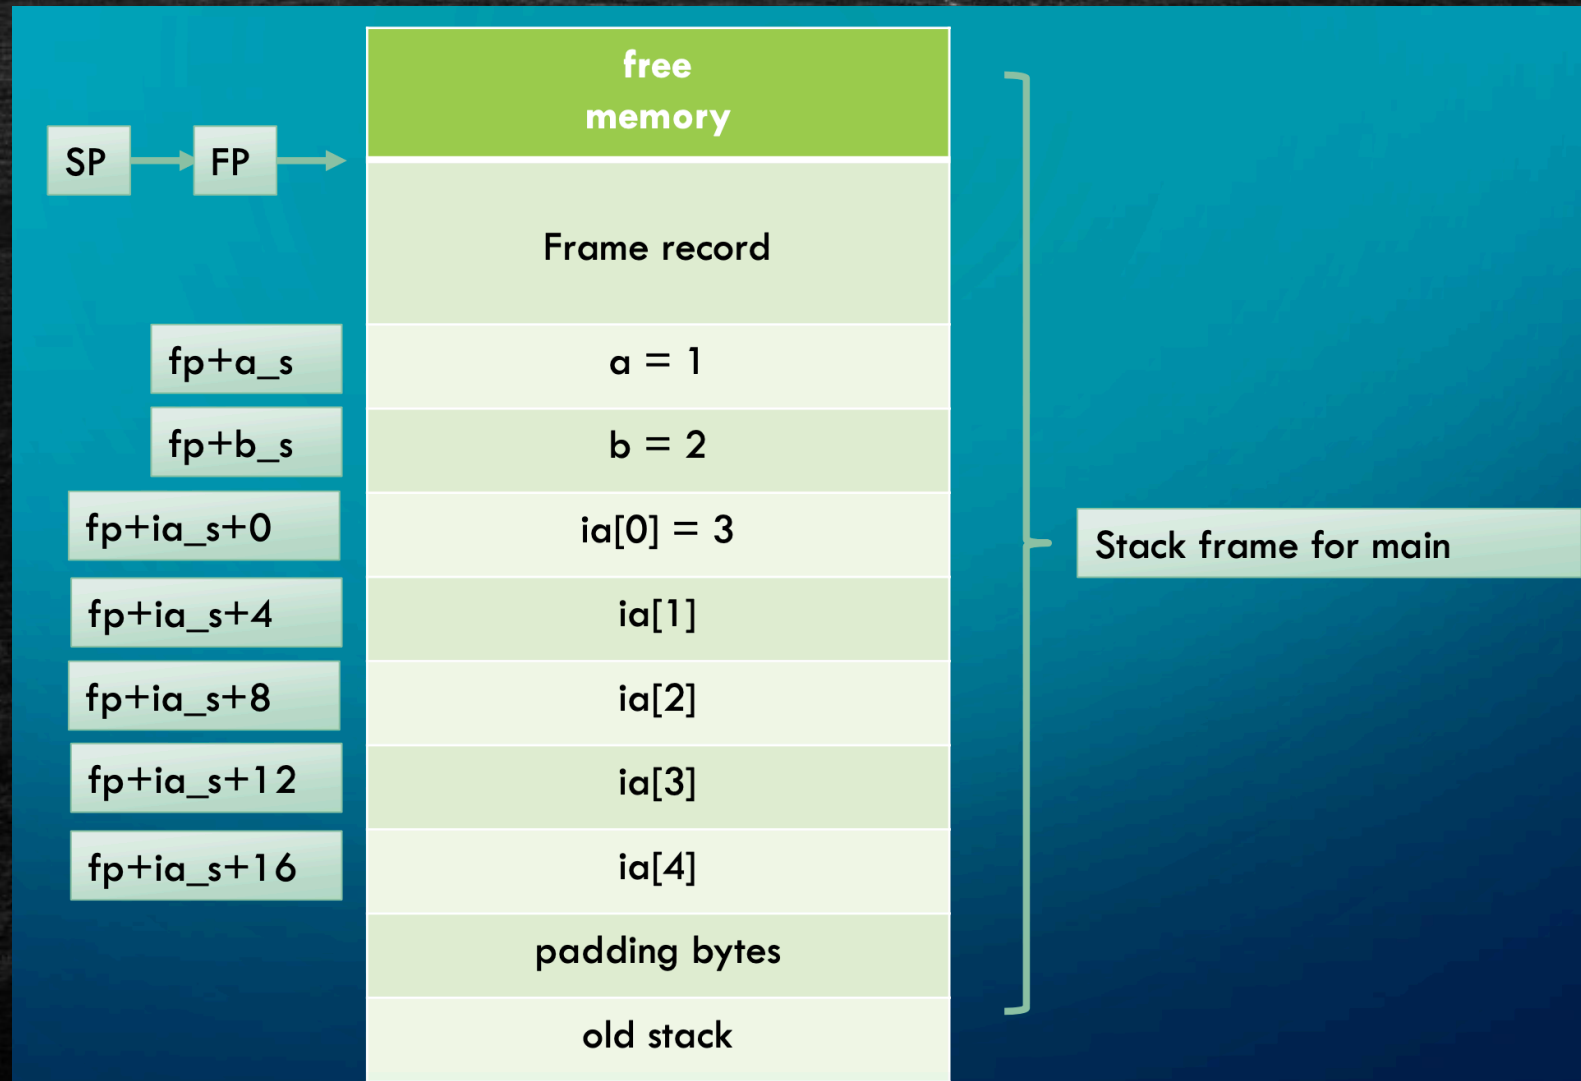 free
memory
SP
FP
Frame record
fp+a_s
a = 1
fp+b_s
b = 2
fp+ia_s+0
ia[0] = 3
Stack frame for main
fp+ia_s+4
ia[1]
fp+ia_s+8
ia[2]
fp+ia_s+12
ia[3]
fp+ia_s+16
ia[4]
padding bytes
old stack